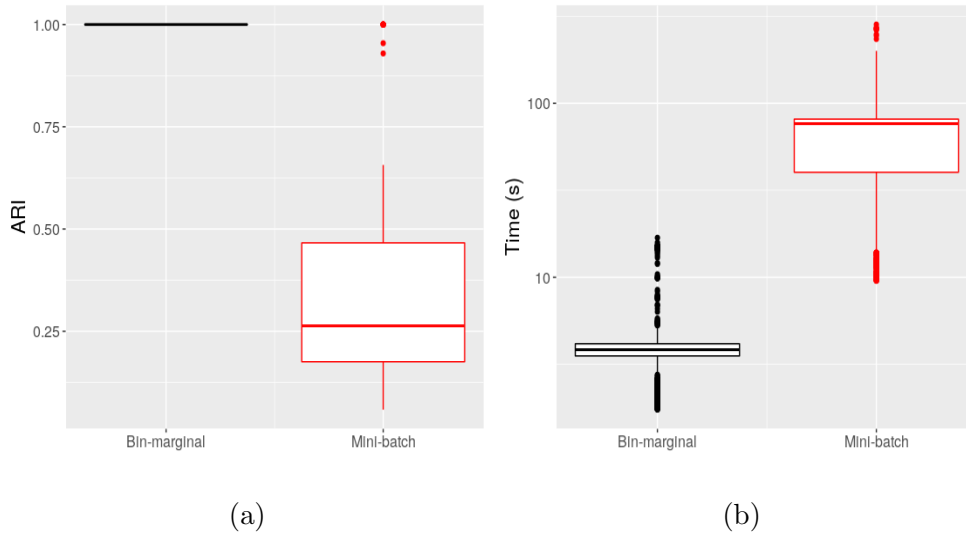 ARI
1.00
0.75
0.50
0.25
Bin-marginal
Mini-batch
(a)
Time (s)
100
10
Bin-marginal
Mini-batch
(b)